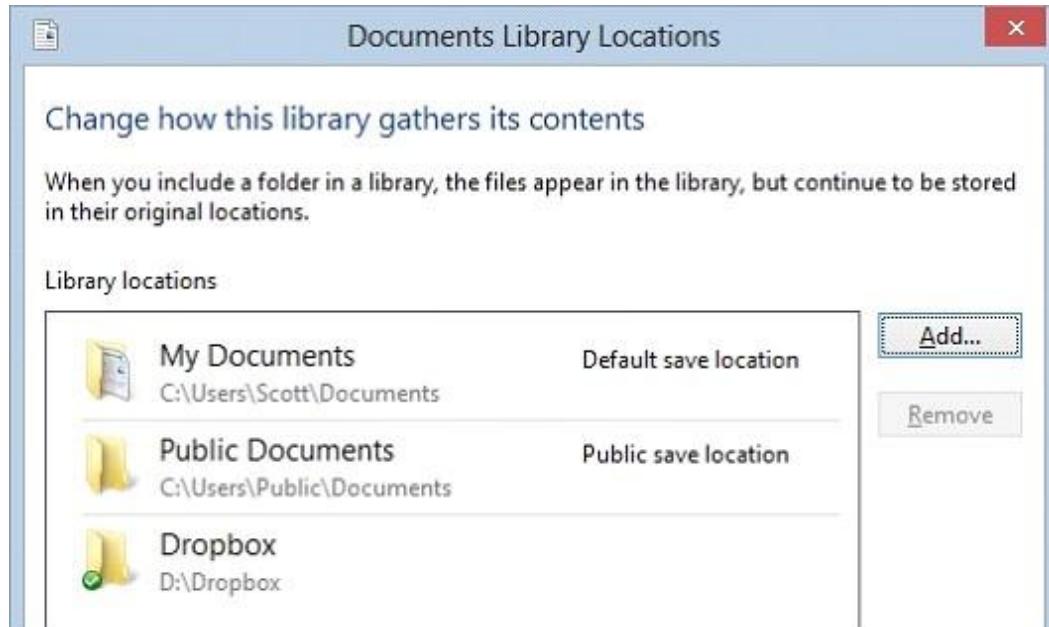 Documents Library Locations
Change how this library gathers its contents
When you include a folder in a library, the files appear in the library, but continue to be stored
in their original locations.
Library locations
My Documents
Default save location
C:\Users\Scott\Documents
Add...
Remove
Public Documents
Public save location
C:\Users\Public\Documents
Dropbox
D:\Dropbox